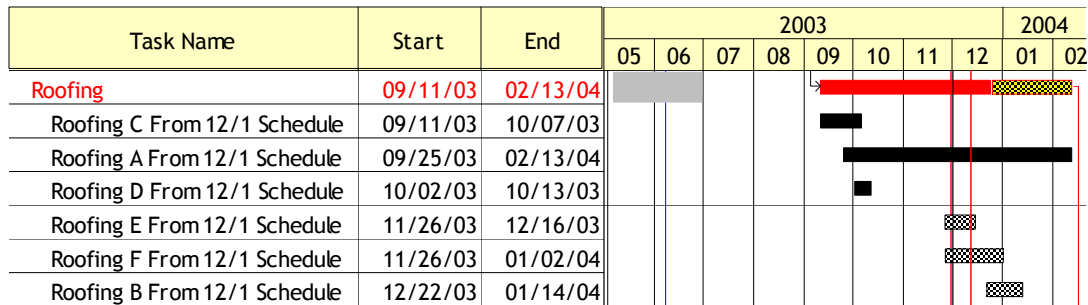 Task Name Start End 2003 2004
05 06 07 08 09 10 11 12 01 02
Roofing 09/11/03 02/13/04
Roofing C From 12/1 Schedule 09/11/03 10/07/03
Roofing A From 12/1 Schedule 09/25/03 02/13/04
Roofing D From 12/1 Schedule 10/02/03 10/13/03
Roofing E From 12/1 Schedule 11/26/03 12/16/03
Roofing F From 12/1 Schedule 11/26/03 01/02/04
Roofing B From 12/1 Schedule 12/22/03 01/14/04